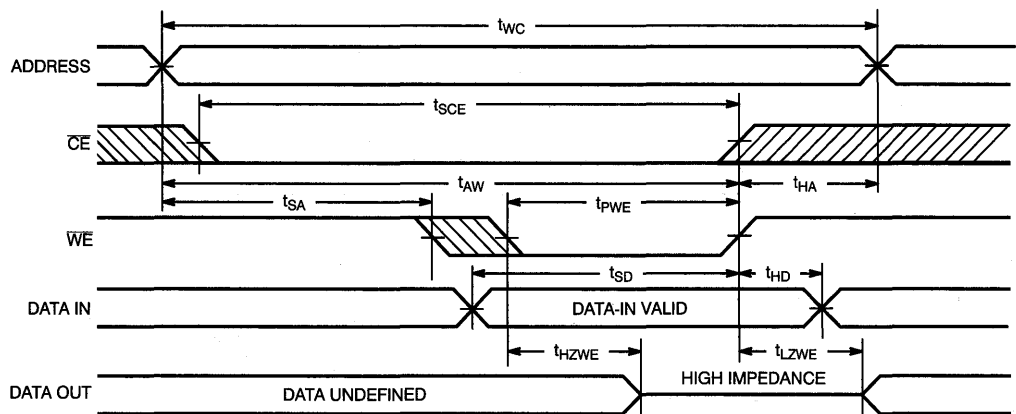 tWC
ADDRESS
tSCE
CE
tAW
tHA
tSA
tPWE
WE
tSD
tHD
DATA IN
DATA-IN VALID
tHZWE
tLZWE
HIGH IMPEDANCE
DATA OUT
DATA UNDEFINED